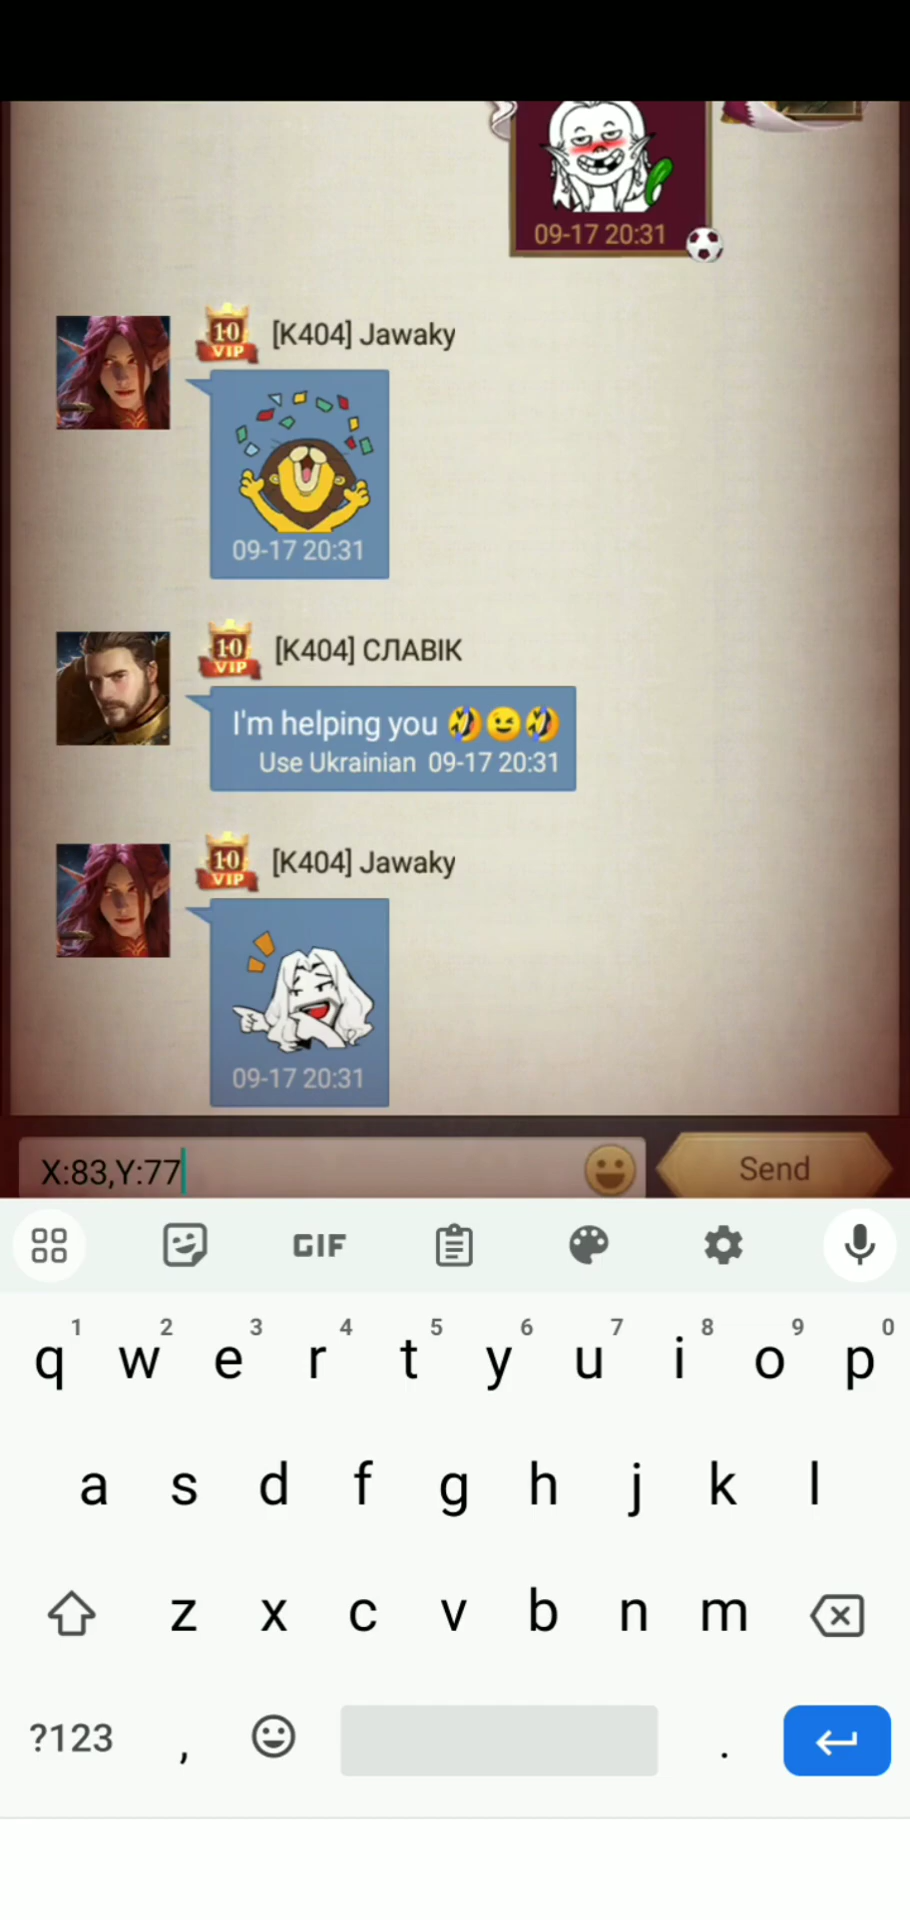 09-17 20:31
10 VIP [K404] Jawaky
09-17 20:31
10 VIP [K404] СЛАВІК
I'm helping you 🤣😉🤣
Use Ukrainian 09-17 20:31
10 VIP [K404] Jawaky
09-17 20:31
X:83,Y:77 Send
GIF
1 2 3 4 5 6 7 8 9 0
q w e r t y u i o p
a s d f g h j k l
z x c v b n m
?123 , .